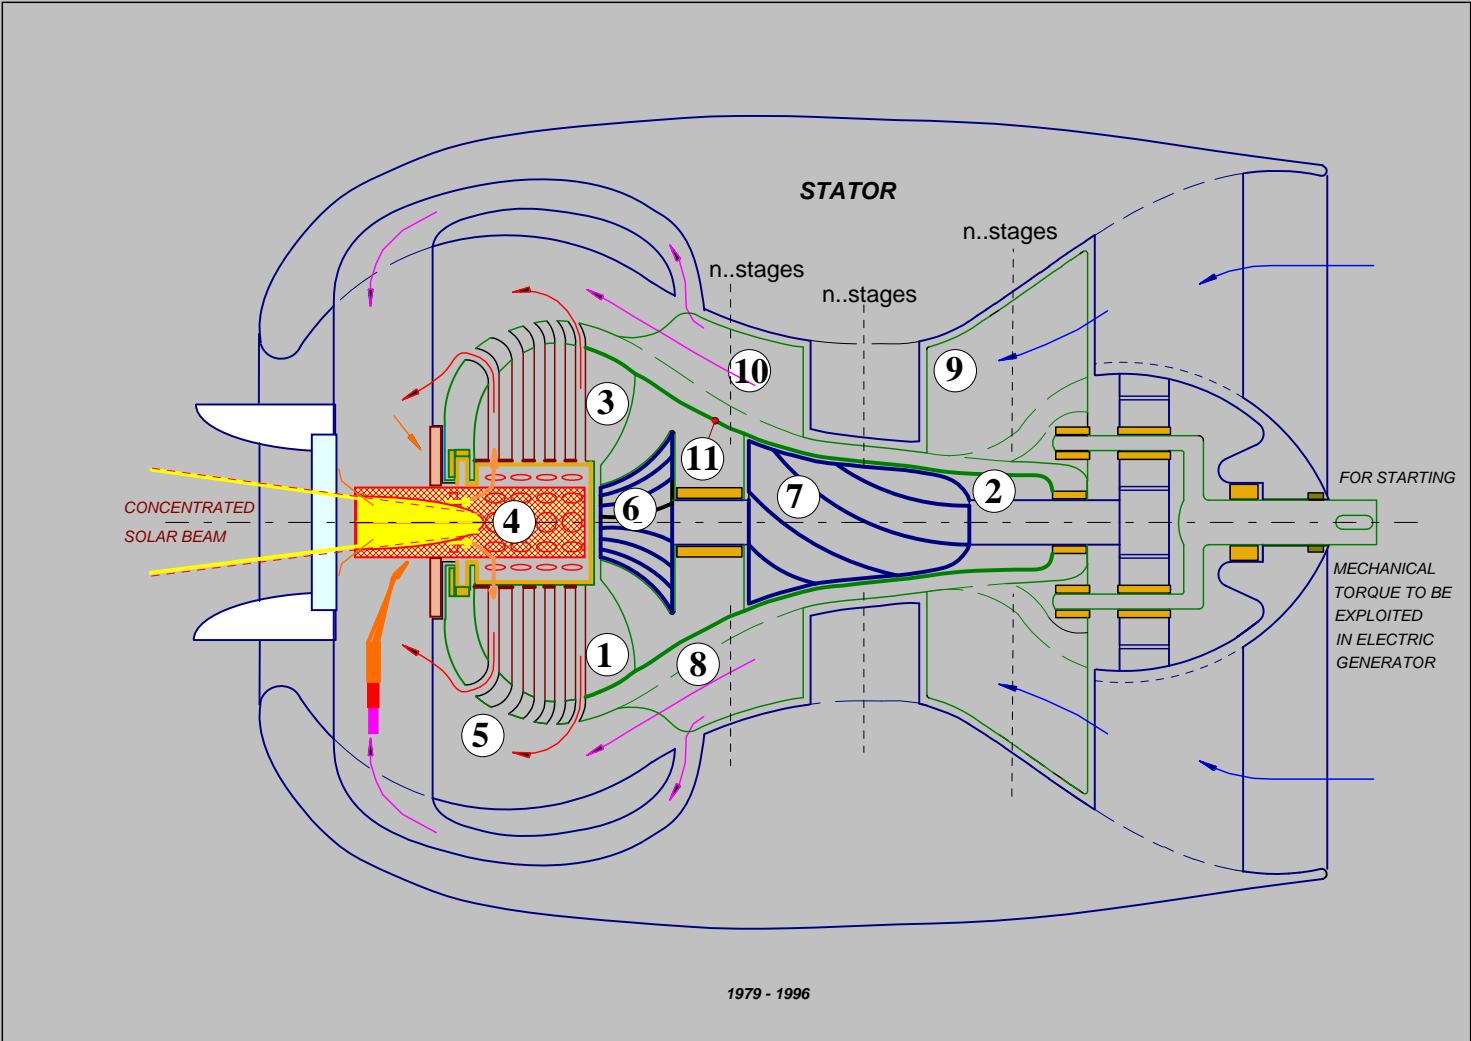 STATOR
n..stages
n..stages
n..stages
10
9
3
11
7
2
6
4
CONCENTRATED
SOLAR BEAM
FOR STARTING
MECHANICAL
TORQUE TO BE
EXPLOITED
IN ELECTRIC
GENERATOR
1
8
5
1979 - 1996